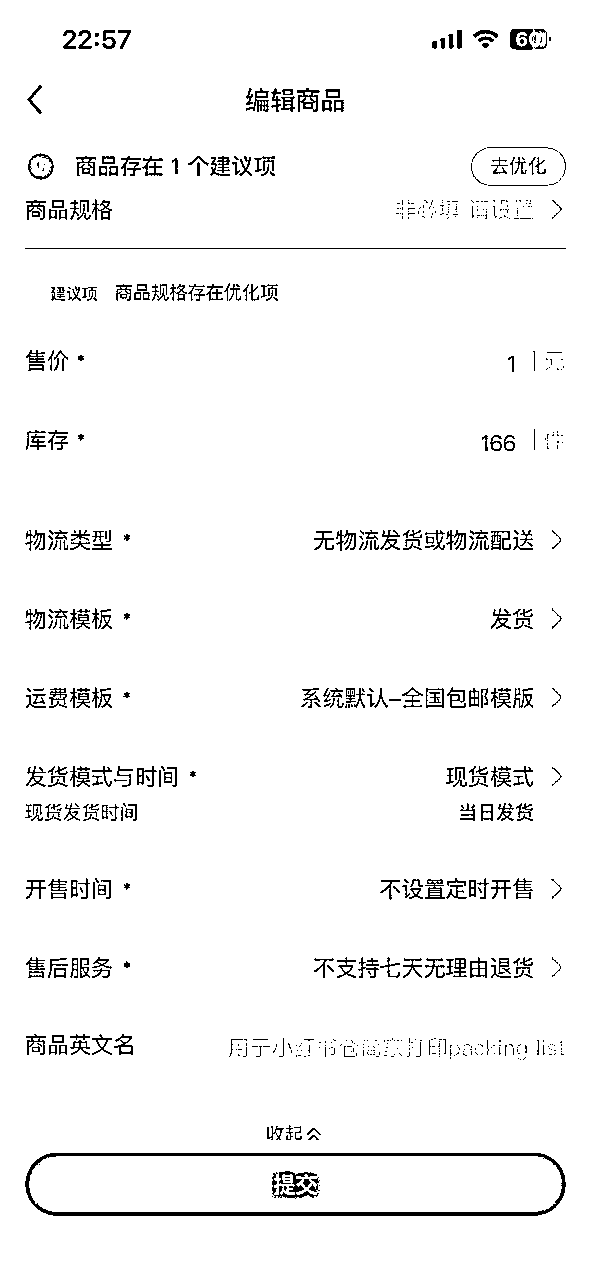 22:57
编辑商品
商品存在 1 个建议项 去优化
商品规格 非必填 请设置
建议项 商品规格存在优化项
售价 * 1 元
库存 * 166 件
物流类型 * 无物流发货或物流配送
物流模板 * 发货
运费模板 * 系统默认-全国包邮模版
发货模式与时间 * 现货模式
现货发货时间 当日发货
开售时间 * 不设置定时开售
售后服务 * 不支持七天无理由退货
商品英文名 用于小红书仓储京打印packing list
收起
提交